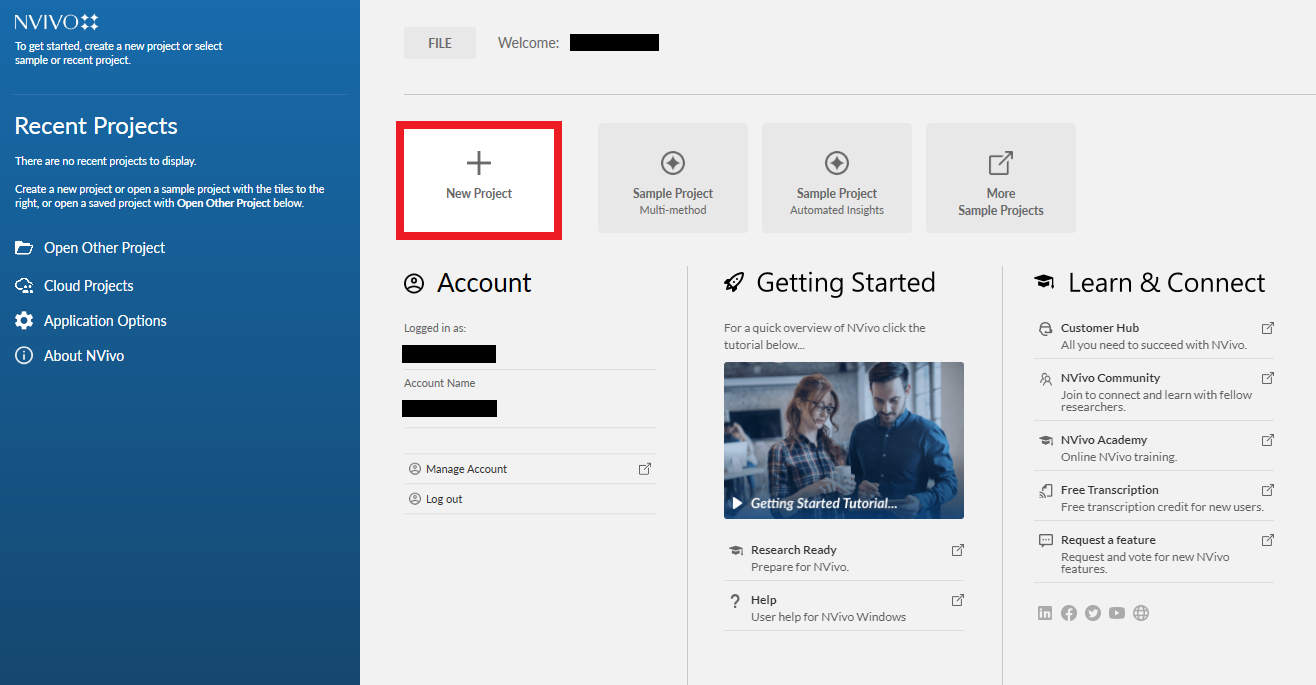 NVIVO
To get started, create a new project or select
sample or recent project.
Recent Projects
There are no recent projects to display.
Create a new project or open a sample project with the tiles to the
right, or open a saved project with Open Other Project below.
Open Other Project
Cloud Projects
Application Options
About NVivo
FILE
Welcome:
New Project
Sample Project
Multi-method
Sample Project
Automated Insights
More
Sample Projects
Account
Logged in as:
Account Name
Manage Account
Log out
Getting Started
For a quick overview of NVivo click the
tutorial below...
Getting Started Tutorial...
Research Ready
Prepare for NVivo.
Help
User help for NVivo Windows
Learn & Connect
Customer Hub
All you need to succeed with NVivo.
NVivo Community
Join to connect and learn with fellow
researchers.
NVivo Academy
Online NVivo training.
Free Transcription
Free transcription credit for new users.
Request a feature
Request and vote for new NVivo
features.